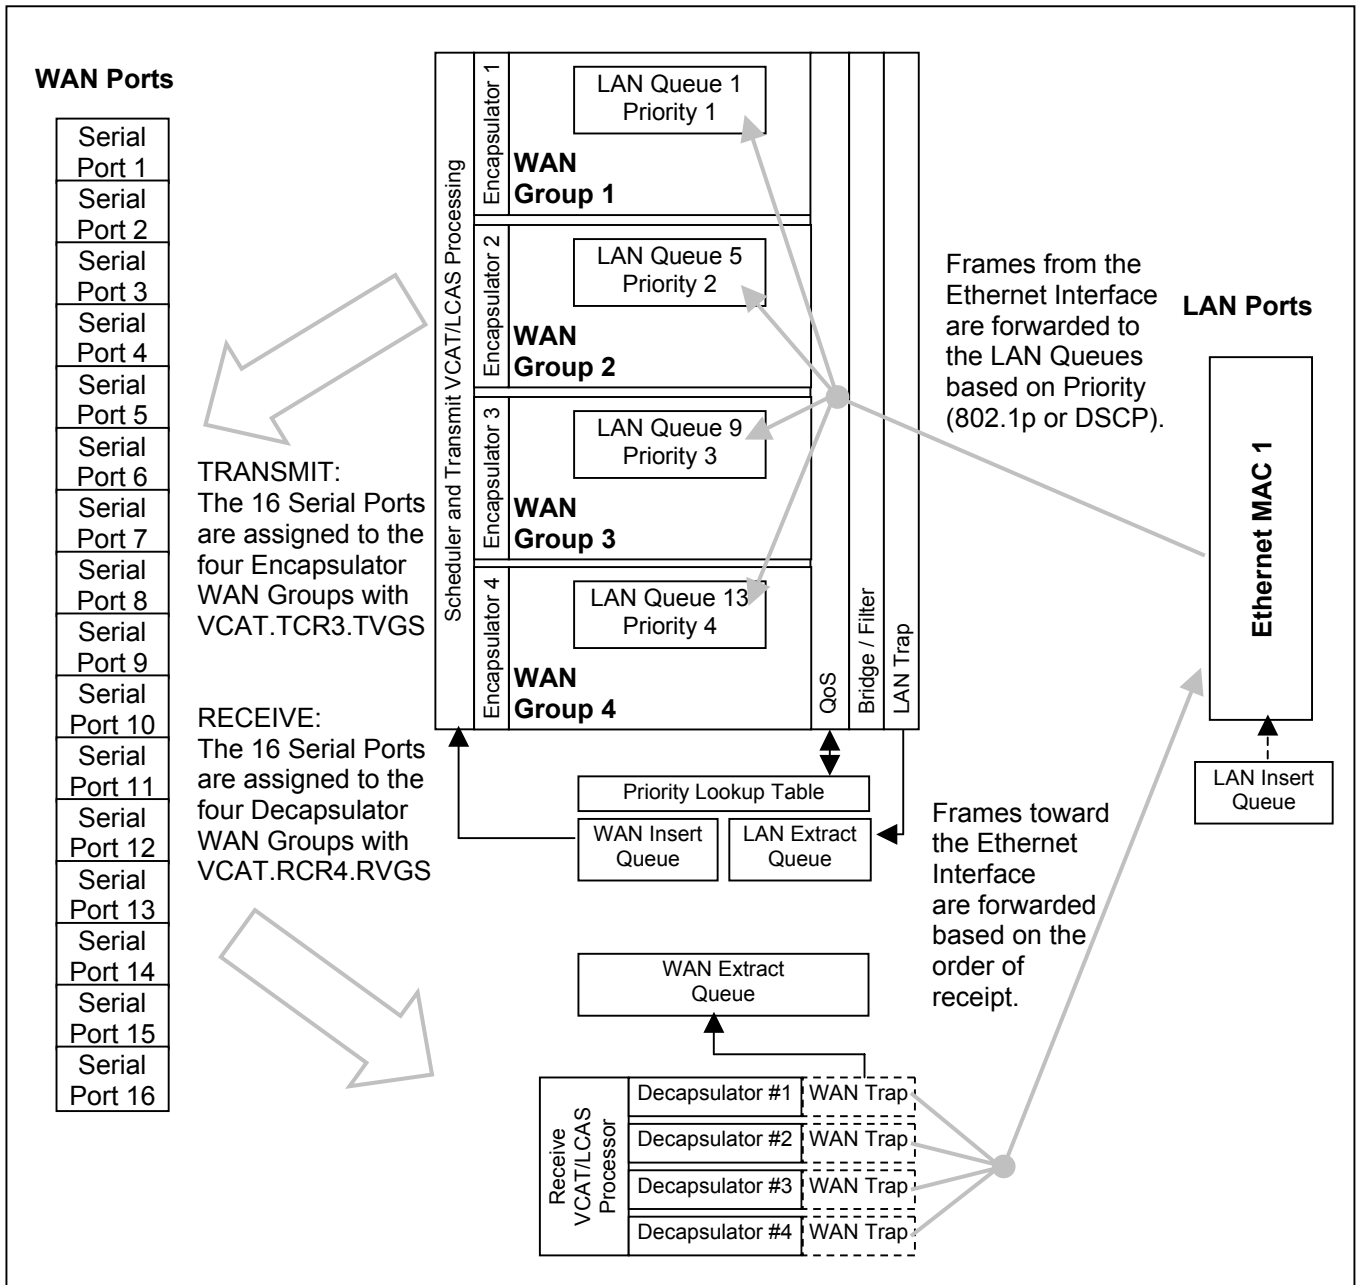 WAN Ports
Serial
Port 1
Serial
Port 2
Serial
Port 3
Serial
Port 4
Serial
Port 5
Serial
Port 6
Serial
Port 7
Serial
Port 8
Serial
Port 9
Serial
Port 10
Serial
Port 11
Serial
Port 12
Serial
Port 13
Serial
Port 14
Serial
Port 15
Serial
Port 16
TRANSMIT:
The 16 Serial Ports
are assigned to the
four Encapsulator
WAN Groups with
VCAT.TCR3.TVGS
RECEIVE:
The 16 Serial Ports
are assigned to the
four Decapsulator
WAN Groups with
VCAT.RCR4.RVGS
Scheduler and Transmit VCAT/LCAS Processing
Encapsulator 1
LAN Queue 1
Priority 1
WAN
Group 1
Encapsulator 2
LAN Queue 5
Priority 2
WAN
Group 2
Encapsulator 3
LAN Queue 9
Priority 3
WAN
Group 3
Encapsulator 4
LAN Queue 13
Priority 4
WAN
Group 4
QoS
Bridge / Filter
LAN Trap
Priority Lookup Table
WAN Insert
Queue
LAN Extract
Queue
Frames from the
Ethernet Interface
are forwarded to
the LAN Queues
based on Priority
(802.1p or DSCP).
LAN Ports
Ethernet MAC 1
LAN Insert
Queue
Frames toward
the Ethernet
Interface
are forwarded
based on the
order of
receipt.
WAN Extract
Queue
Receive
VCAT/LCAS
Processor
Decapsulator #1
WAN Trap
Decapsulator #2
WAN Trap
Decapsulator #3
WAN Trap
Decapsulator #4
WAN Trap